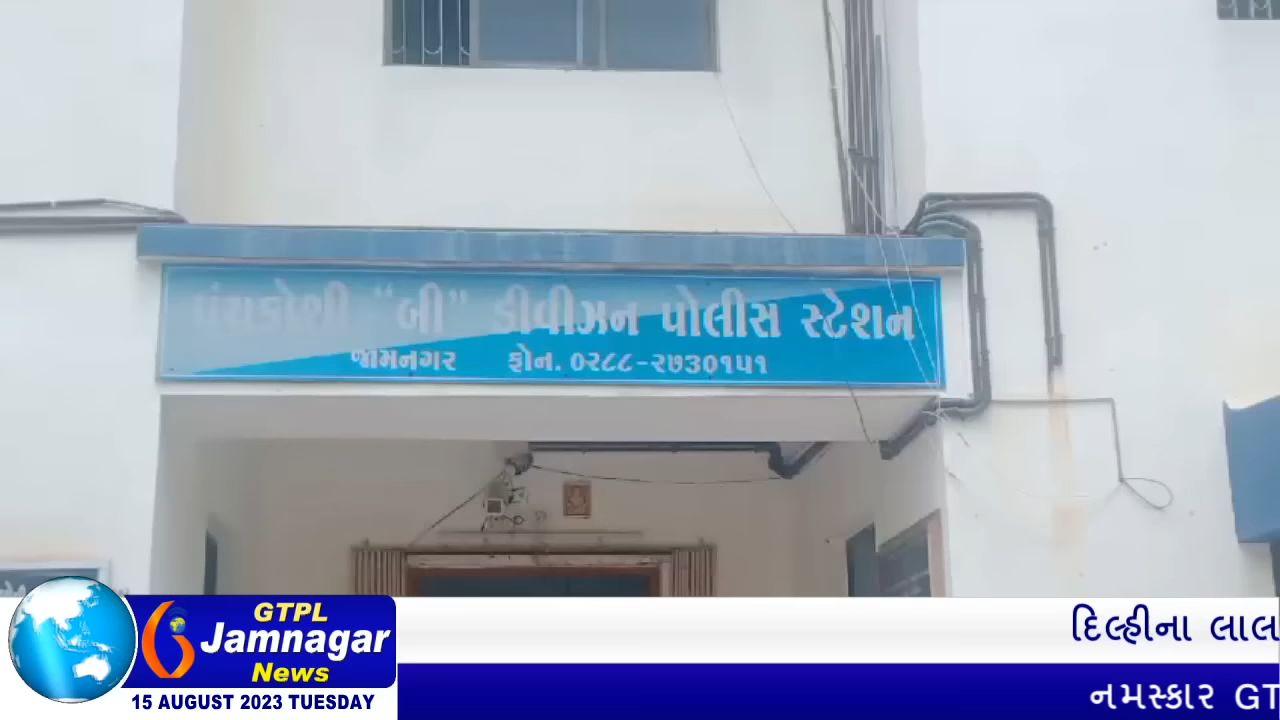 પંચકોશી "બી" ડીવીઝન પોલીસ સ્ટેશન
જામનગર ફોન. ૦૨૮૮-૨૭૩૦૧૫૧
દિલ્હીના લાલ
GTPL
Jamnagar
News
નમસ્કાર GT
15 AUGUST 2023 TUESDAY